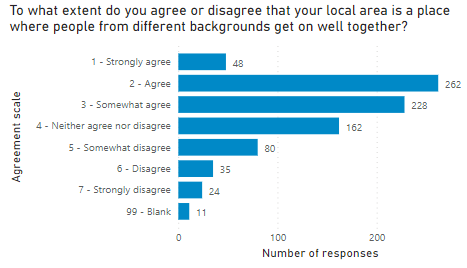 To what extent do you agree or disagree that your local area is a place
where people from different backgrounds get on well together?
Agreement scale
1 - Strongly agree 48
2 - Agree 262
3 - Somewhat agree 228
4 - Neither agree nor disagree 162
5 - Somewhat disagree 80
6 - Disagree 35
7 - Strongly disagree 24
99 - Blank 11
0 100 200
Number of responses